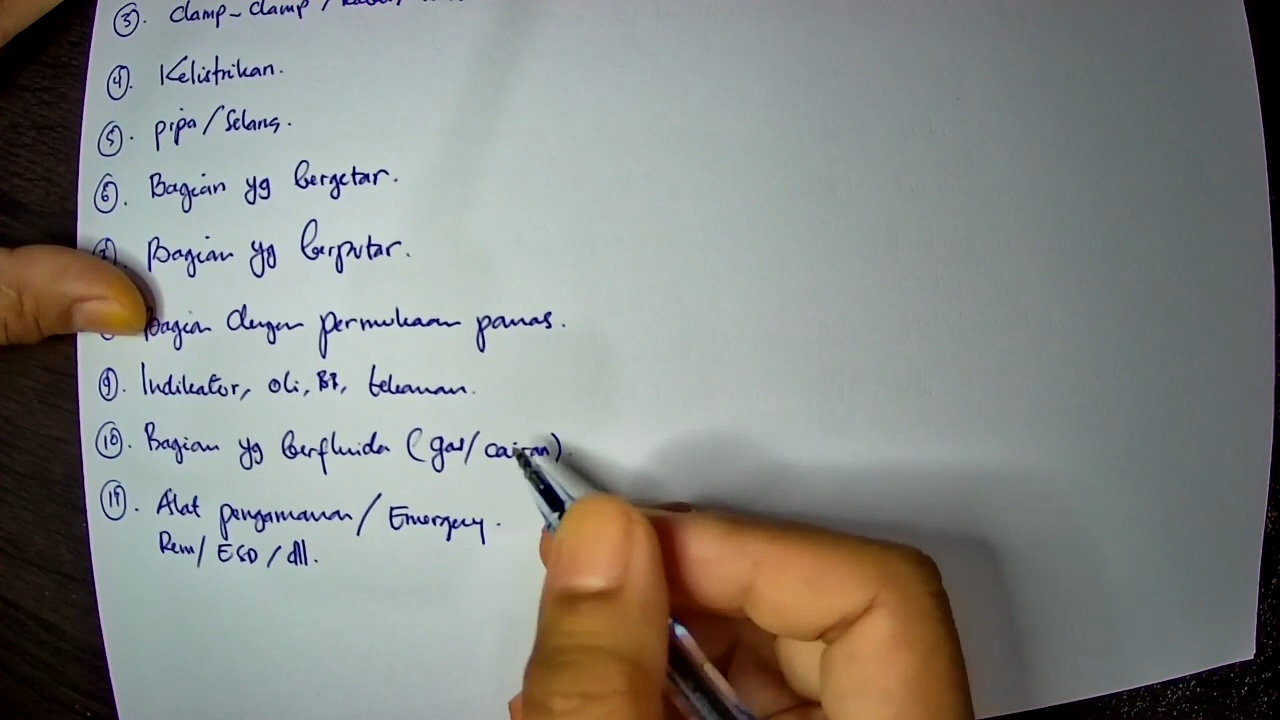 ③. Clamp-clamp /
④. Kelistrikan.
⑤. pipa/Selang.
⑥. Bagian yg bergetar.
⑦. Bagian yg berputar.
Bagian dengan permukaan panas.
⑨. Indikator, oli, BB, tekanan.
⑩. Bagian yg berfluida (gas/cairan).
⑪. Alat pengamanan/ Emergency.
Rem/ ESD / dll.